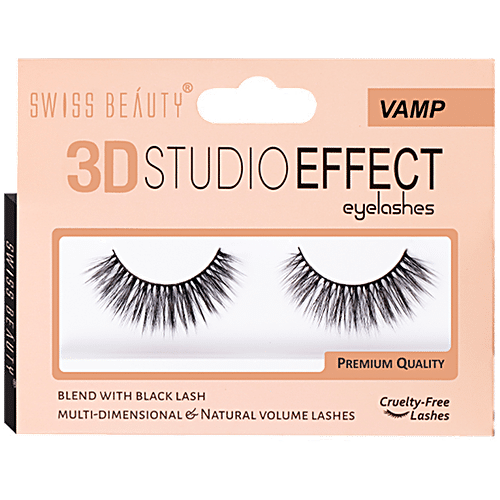 SWISS BEAUTY®
VAMP
3D STUDIO EFFECT
eyelashes
SWISS BEAUTY
PREMIUM QUALITY
BLEND WITH BLACK LASH
MULTI-DIMENSIONAL & NATURAL VOLUME LASHES
Cruelty-Free
Lashes